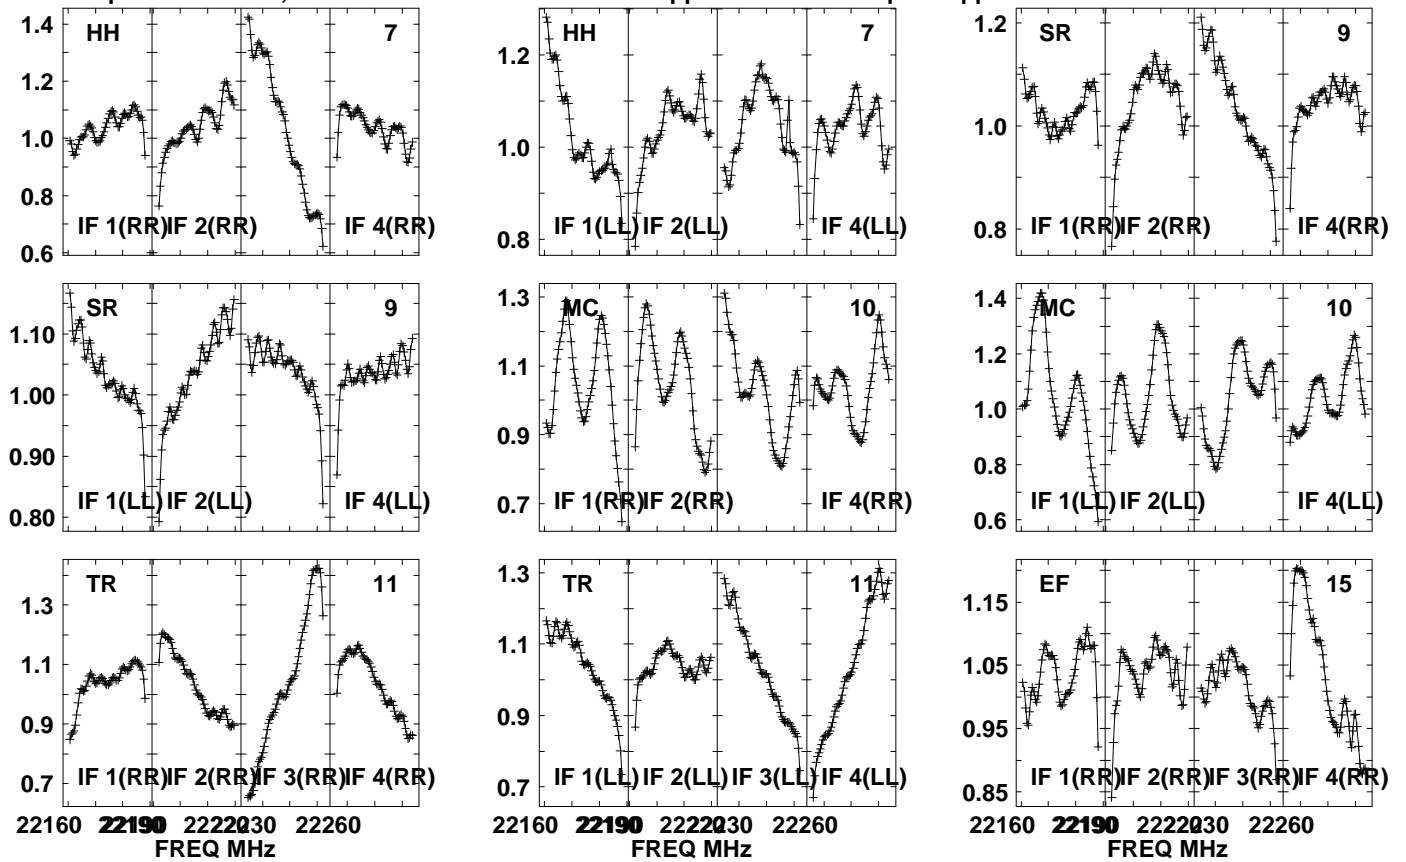 HH 7
1.4
1.2
1.0
0.8
0.6
IF 1(RR) IF 2(RR) IF 4(RR)
HH 7
1.2
1.0
0.8
IF 1(LL) IF 2(LL) IF 4(LL)
SR 9
1.2
1.0
0.8
IF 1(RR) IF 2(RR) IF 4(RR)
SR 9
1.10
1.00
0.90
0.80
IF 1(LL) IF 2(LL) IF 4(LL)
MC 10
1.3
1.1
0.9
0.7
IF 1(RR) IF 2(RR) IF 4(RR)
MC 10
1.4
1.2
1.0
0.8
0.6
IF 1(LL) IF 2(LL) IF 4(LL)
TR 11
1.3
1.1
0.9
0.7
IF 1(RR) IF 2(RR) IF 3(RR) IF 4(RR)
22160 22190 22220 22230 22260
FREQ MHz
TR 11
1.3
1.1
0.9
0.7
IF 1(LL) IF 2(LL) IF 3(LL) IF 4(LL)
EF 15
1.15
1.05
0.95
0.85
IF 1(RR) IF 2(RR) IF 3(RR) IF 4(RR)
22160 22190 22220 22230 22260
FREQ MHz